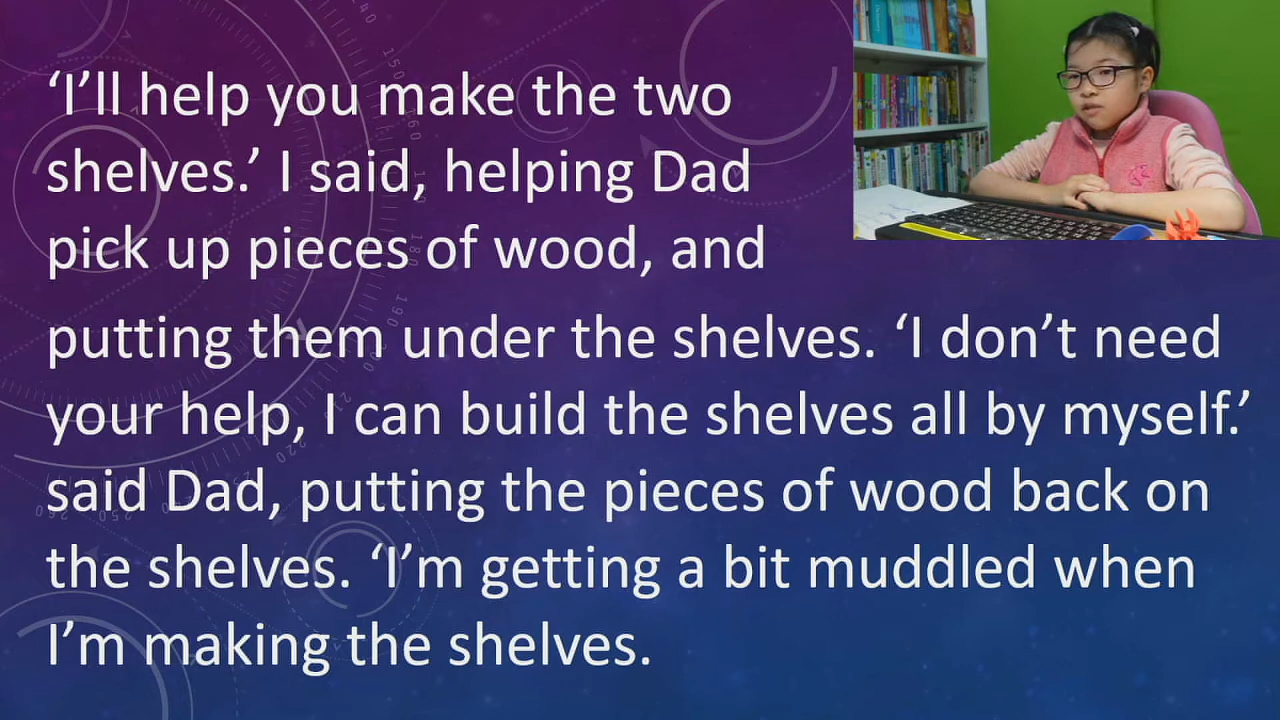 ‘I’ll help you make the two
shelves.’ I said, helping Dad
pick up pieces of wood, and
putting them under the shelves. ‘I don’t need
your help, I can build the shelves all by myself.’
said Dad, putting the pieces of wood back on
the shelves. ‘I’m getting a bit muddled when
I’m making the shelves.